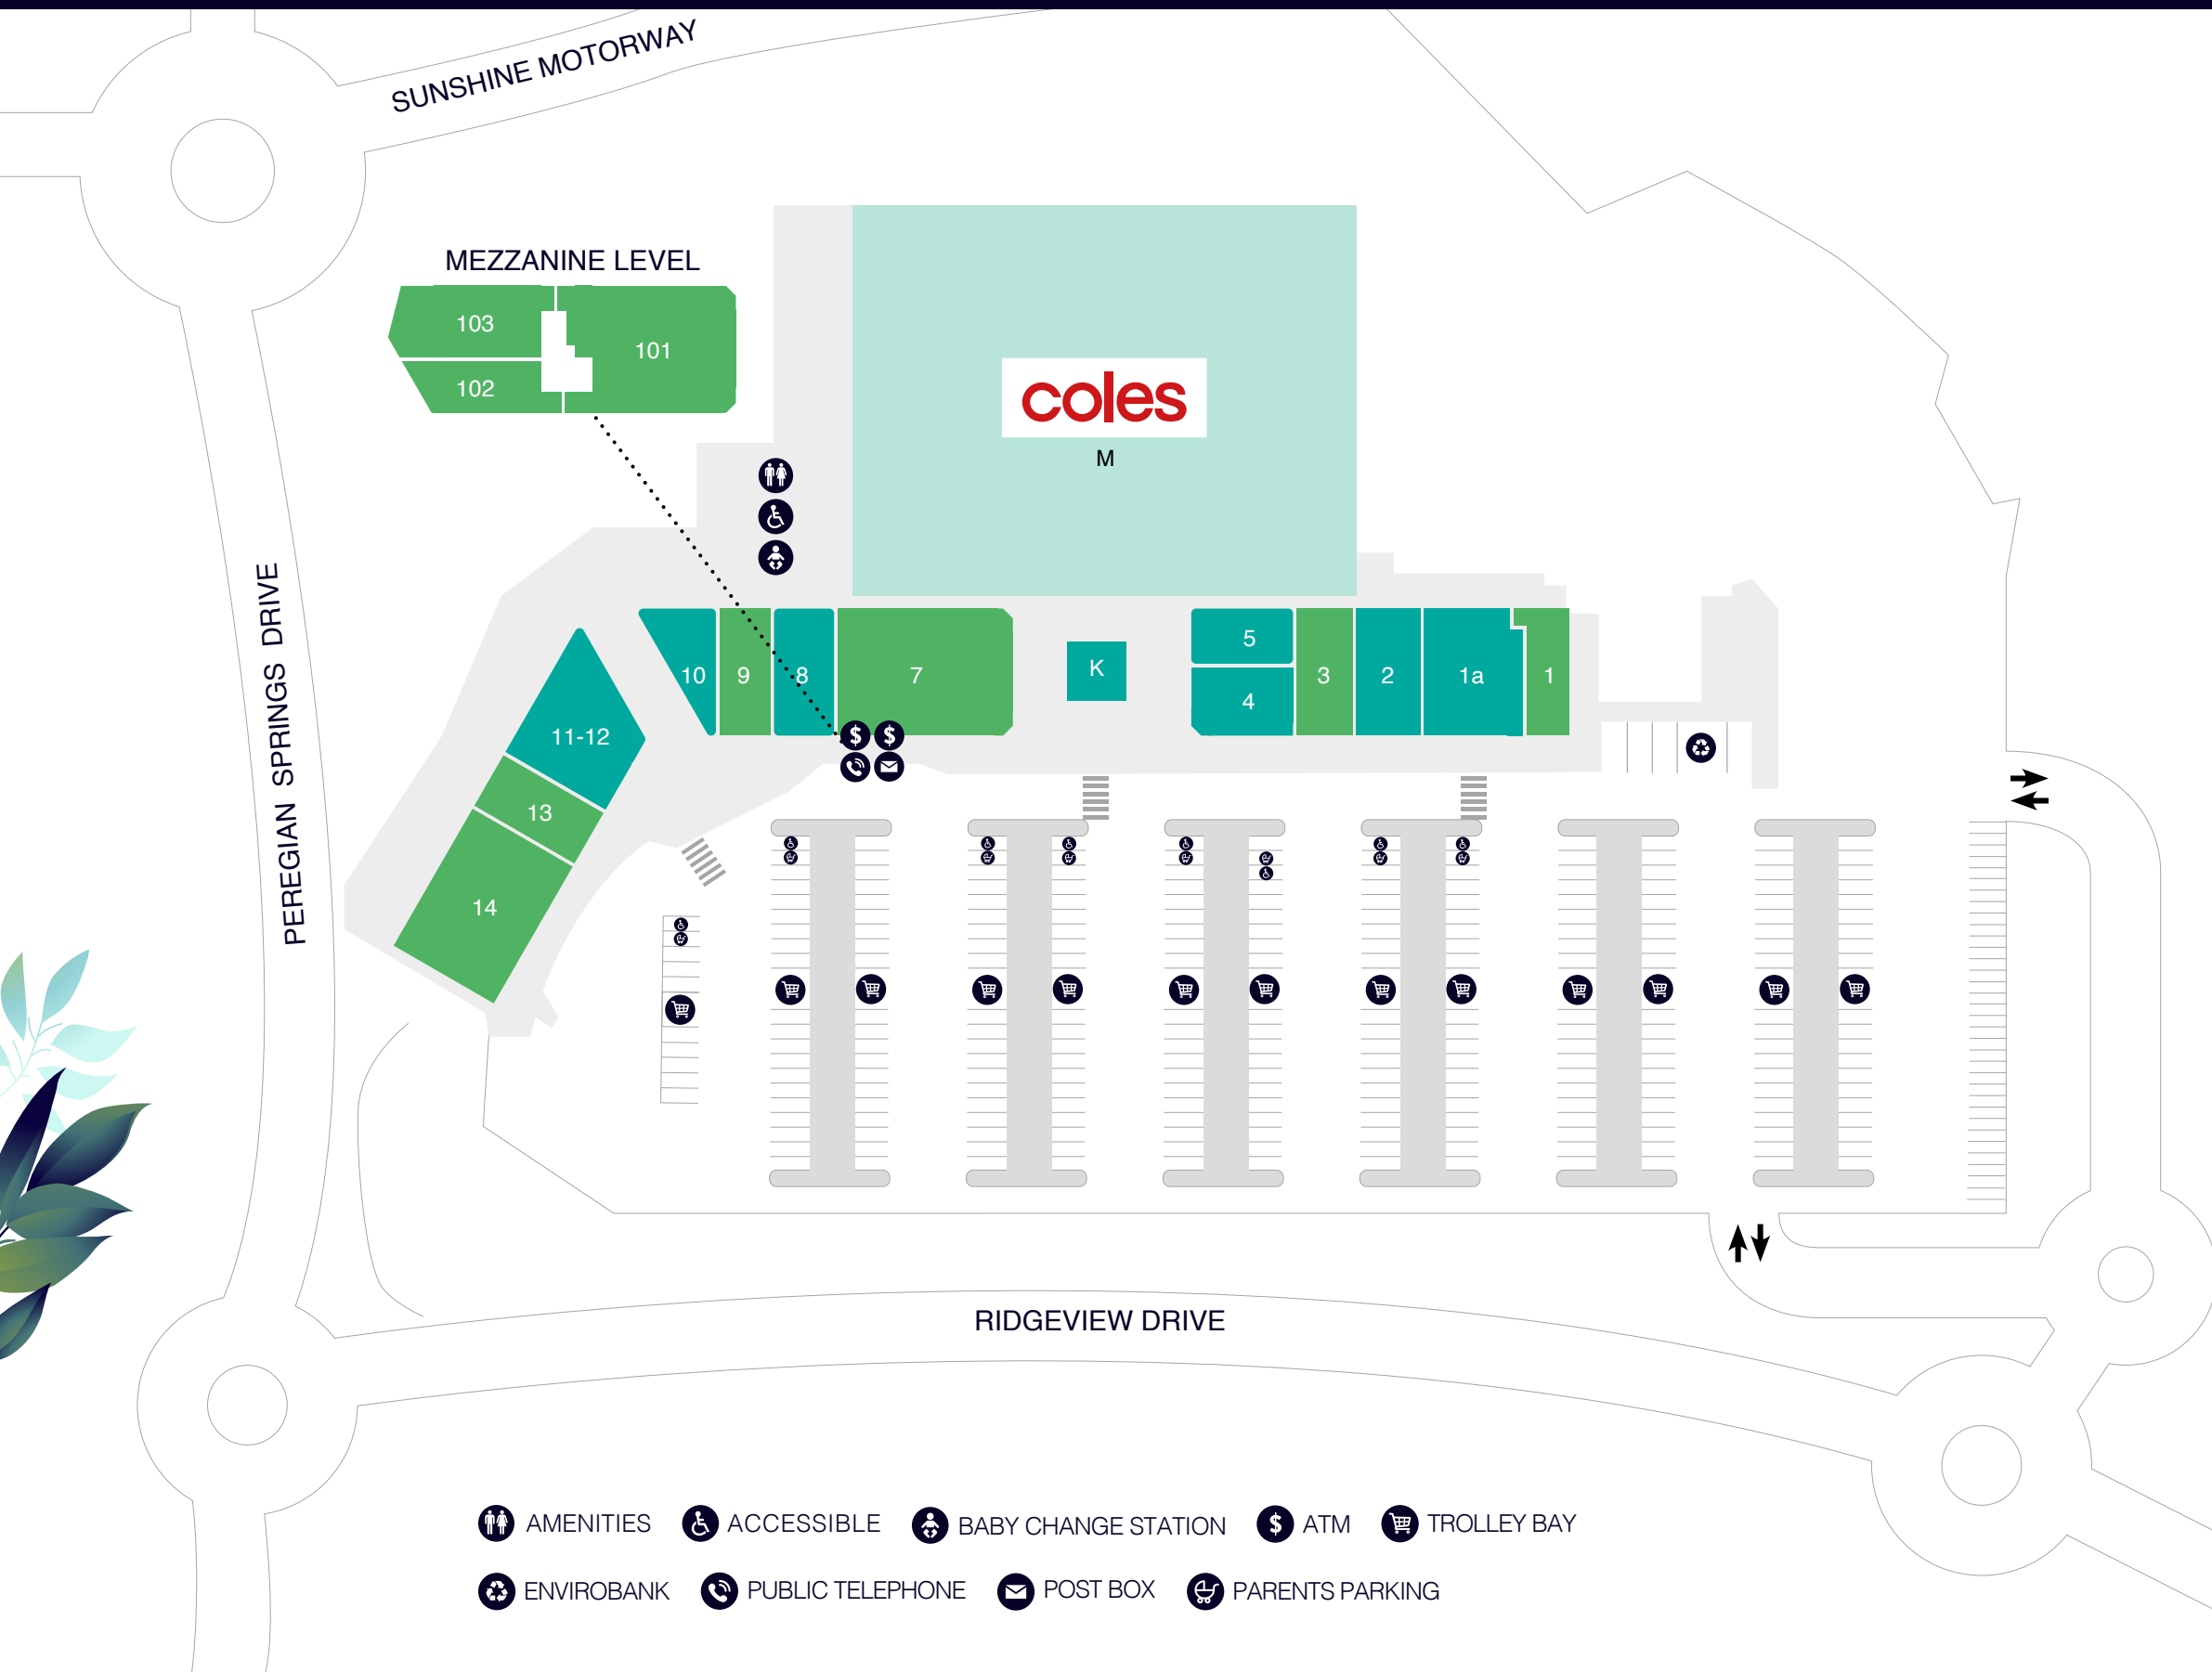 SUNSHINE MOTORWAY
MEZZANINE LEVEL
103
101
102
coles
M
PEREGIAN SPRINGS DRIVE
10
9
8
7
K
5
4
3
2
1a
1
11-12
13
14
$ $
RIDGEVIEW DRIVE
AMENITIES
ACCESSIBLE
BABY CHANGE STATION
$ ATM
TROLLEY BAY
ENVIROBANK
PUBLIC TELEPHONE
POST BOX
PARENTS PARKING